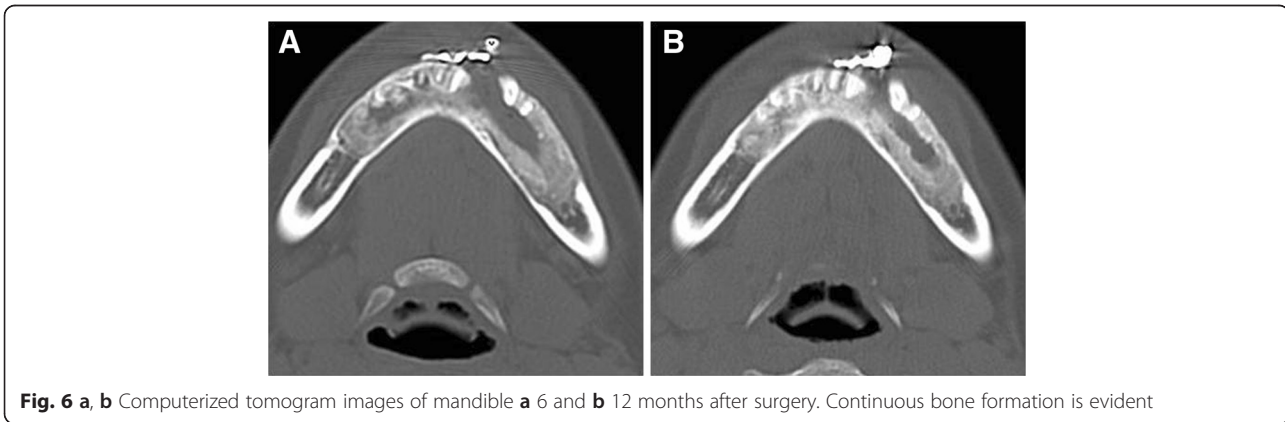 A
B
Fig. 6 a, b Computerized tomogram images of mandible a 6 and b 12 months after surgery. Continuous bone formation is evident